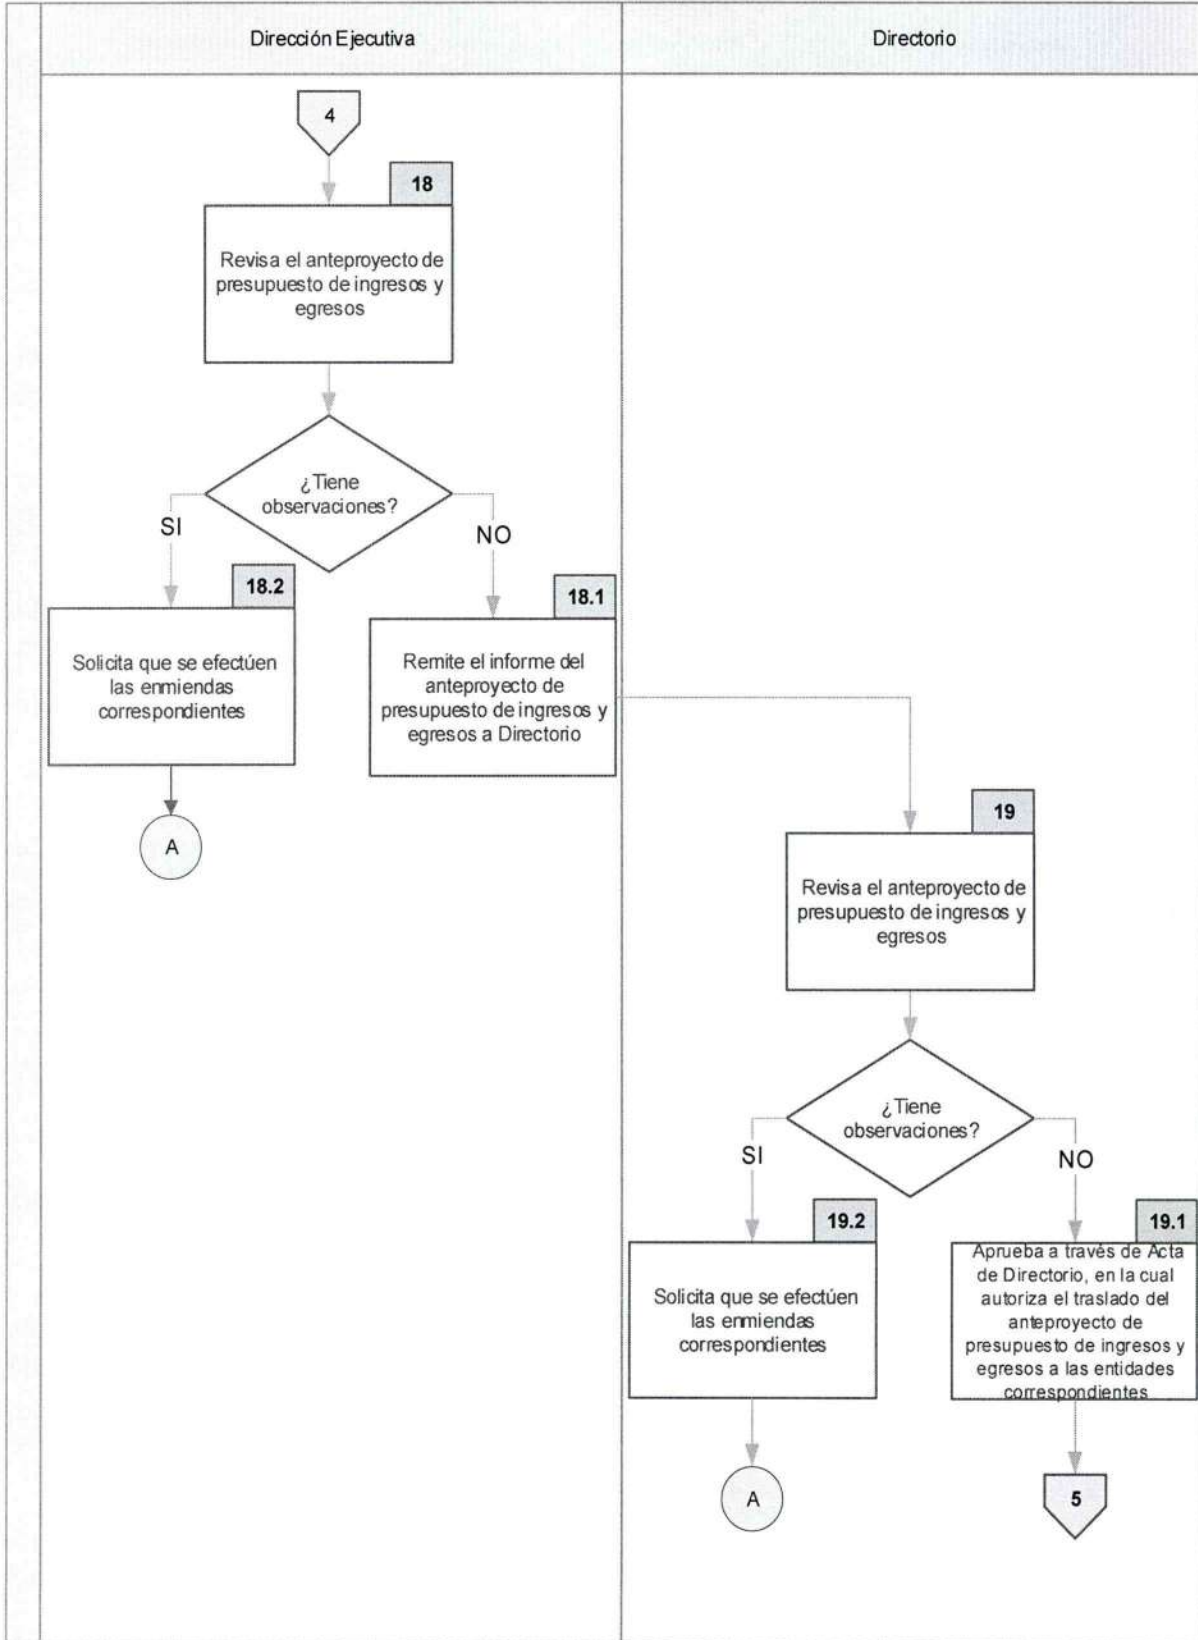 Dirección Ejecutiva
Directorio
4
18
Revisa el anteproyecto de
presupuesto de ingresos y
egresos
¿Tiene
observaciones?
SI
NO
18.2
18.1
Solicita que se efectúen
las enmiendas
correspondientes
Remite el informe del
anteproyecto de
presupuesto de ingresos y
egresos a Directorio
A
19
Revisa el anteproyecto de
presupuesto de ingresos y
egresos
¿Tiene
observaciones?
SI
NO
19.2
19.1
Solicita que se efectúen
las enmiendas
correspondientes
Aprueba a través de Acta
de Directorio, en la cual
autoriza el traslado del
anteproyecto de
presupuesto de ingresos y
egresos a las entidades
correspondientes
A
5